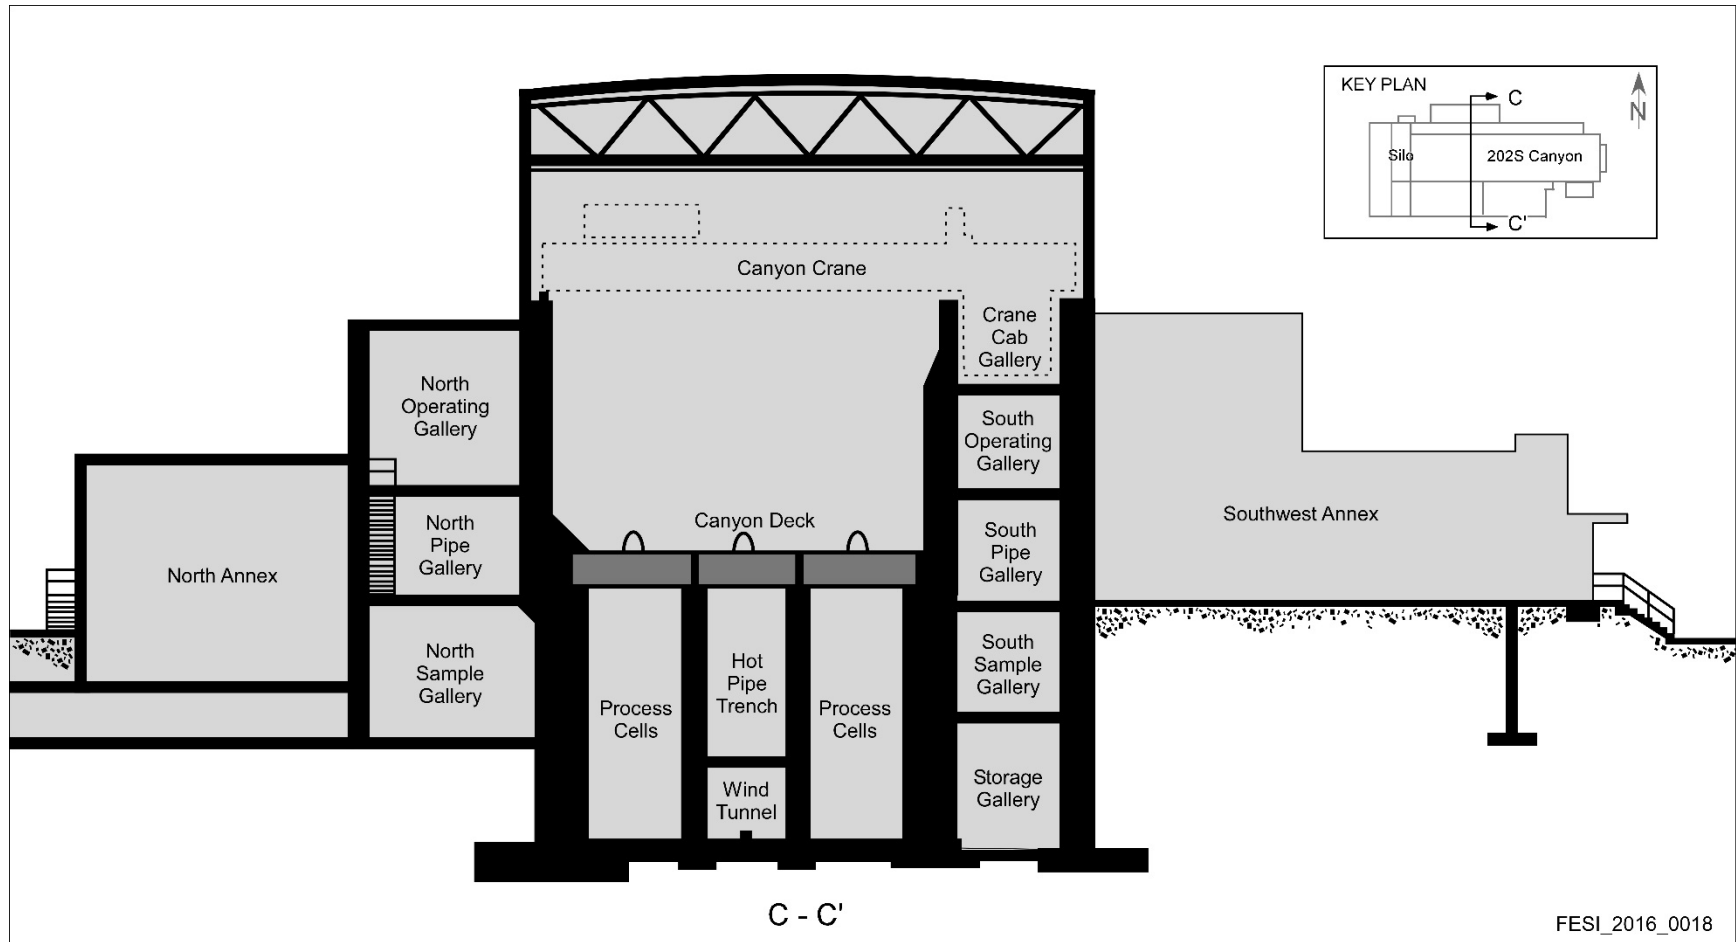 KEY PLAN
C
N
Silo
202S Canyon
C'
Canyon Crane
Crane
Cab
Gallery
North
Operating
Gallery
South
Operating
Gallery
Canyon Deck
Southwest Annex
North
Pipe
Gallery
South
Pipe
Gallery
North Annex
North
Sample
Gallery
South
Sample
Gallery
Hot
Pipe
Trench
Process
Cells
Process
Cells
Wind
Tunnel
Storage
Gallery
C - C'
FESI_2016_0018